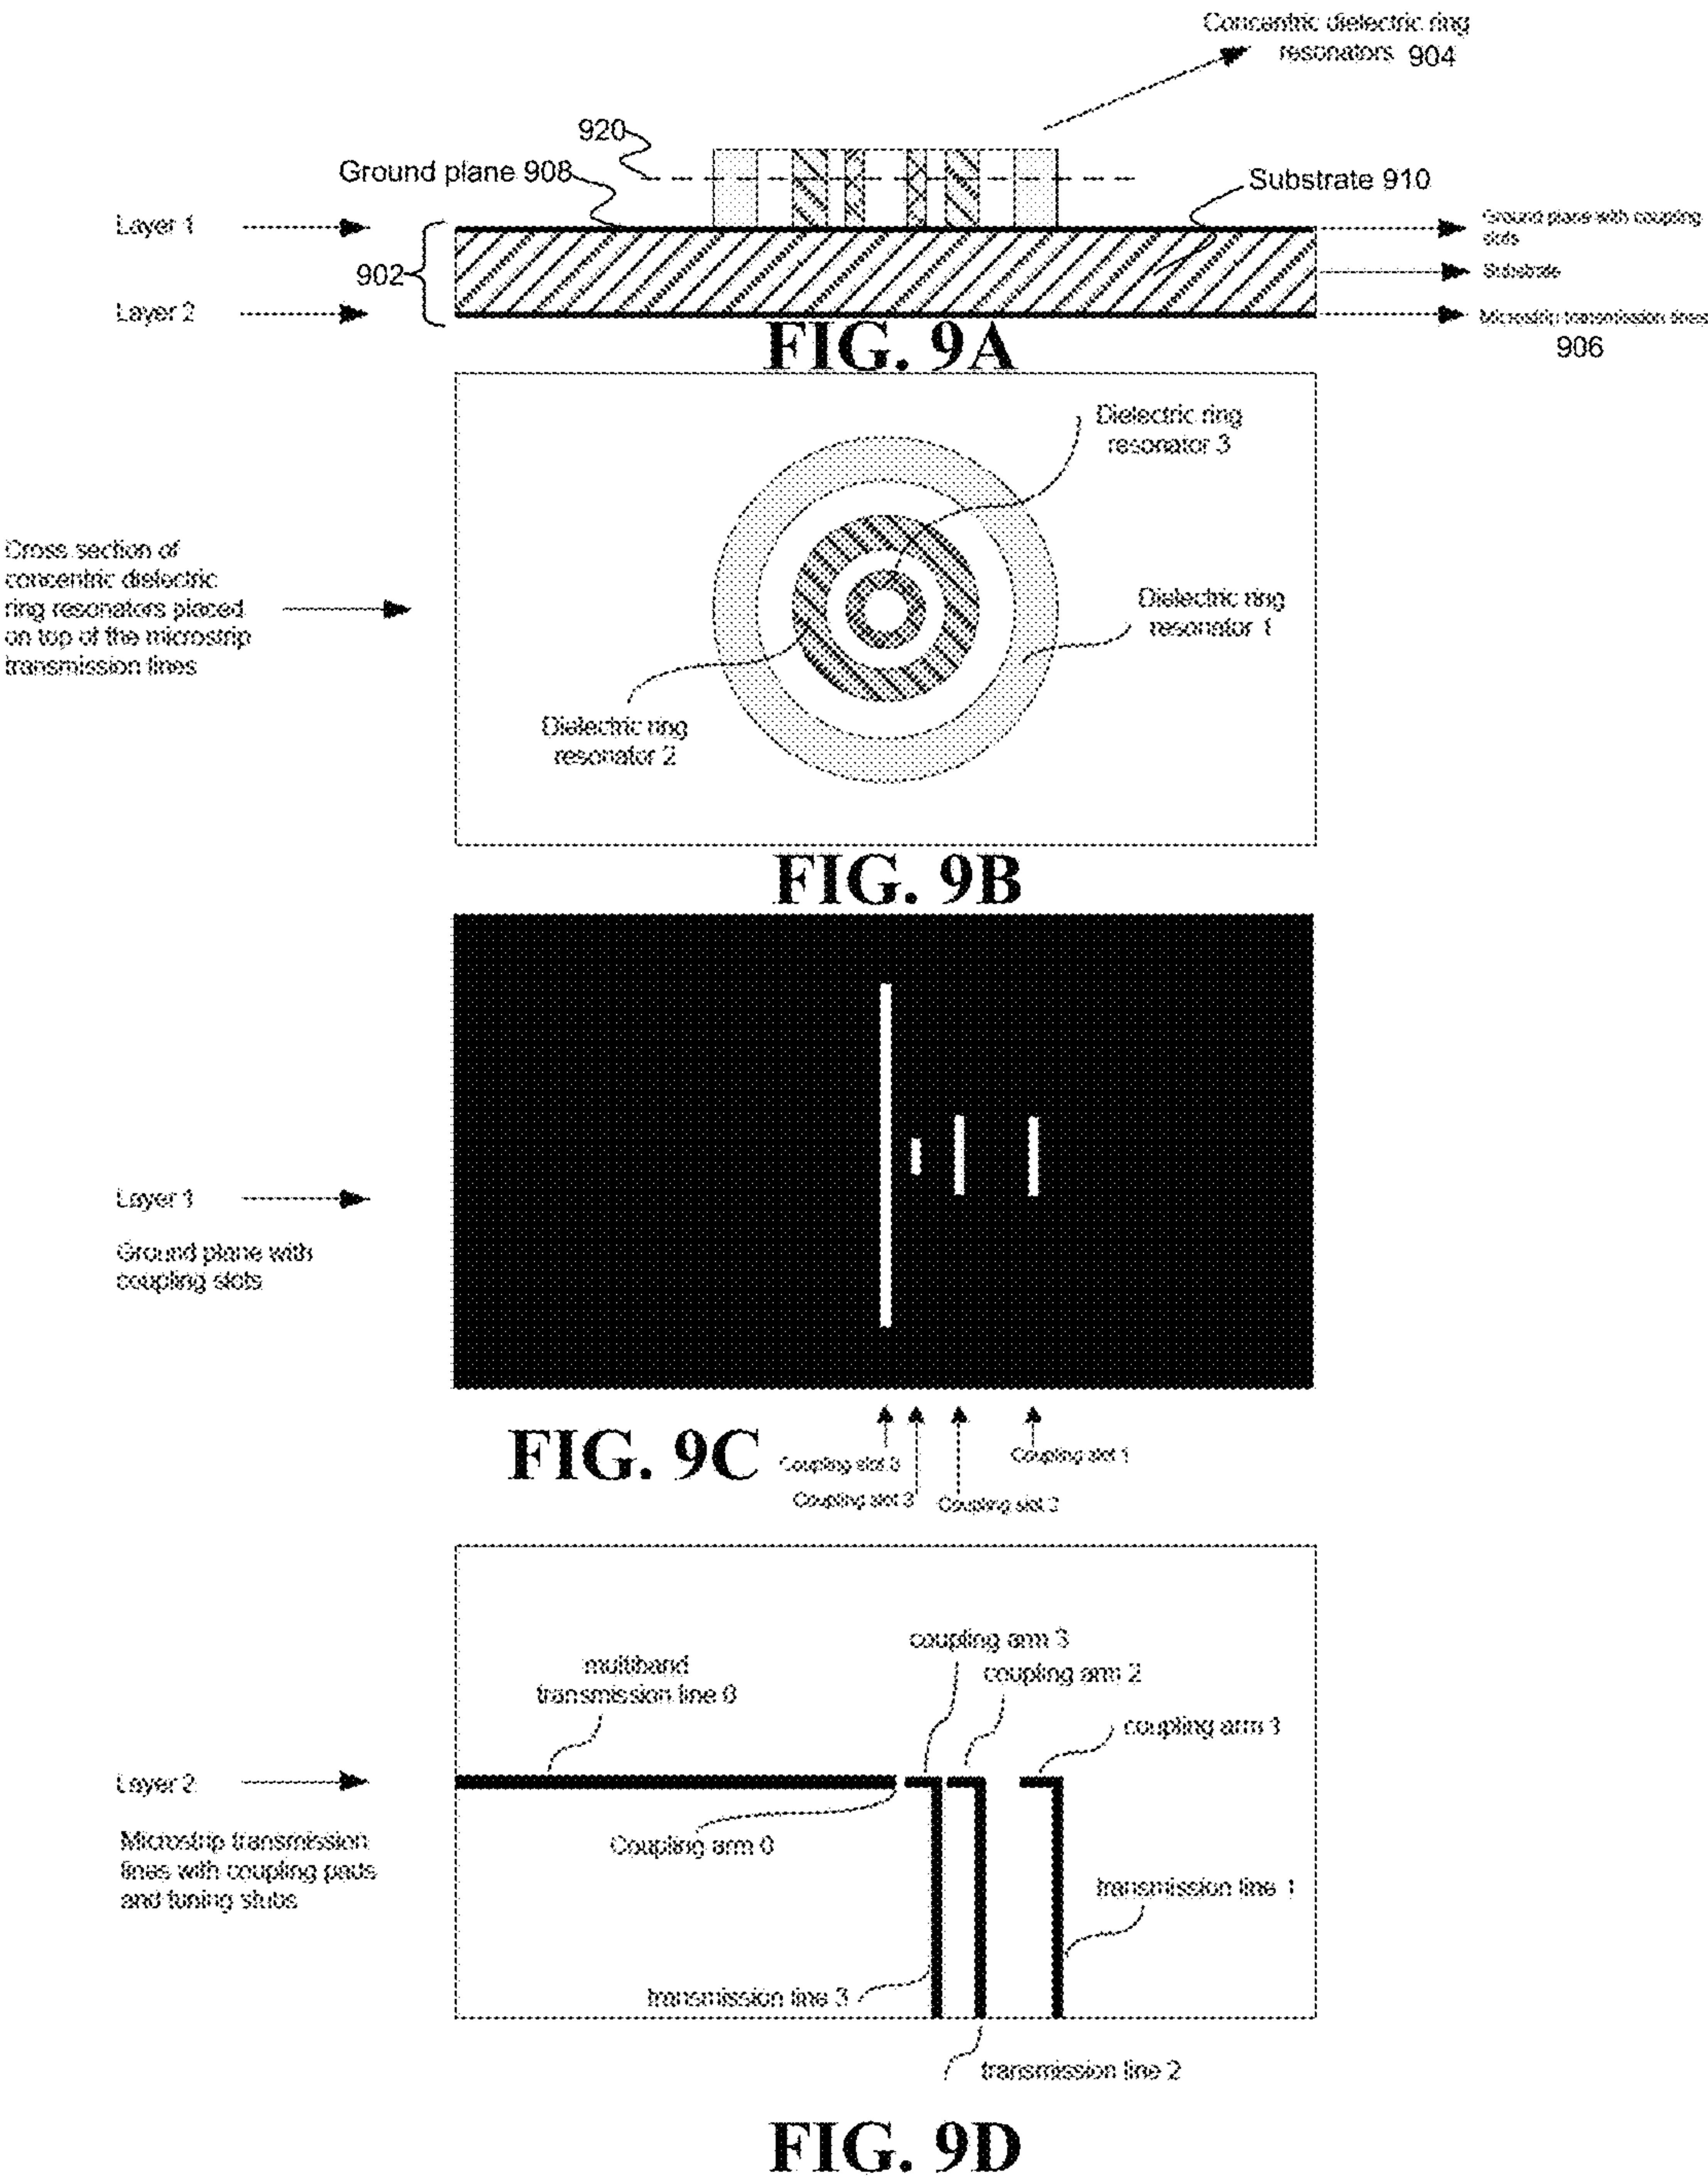 Concentric dielectric ring
resonators 904
920
Ground plane 908
Substrate 910
Layer 1
Ground plane with coupling
slots
902
Substrate
Layer 2
Microstrip transmission lines
906
FIG. 9A
Dielectric ring
resonator 3
Cross section of
concentric dielectric
ring resonators placed
on top of the microstrip
transmission lines
Dielectric ring
resonator 1
Dielectric ring
resonator 2
FIG. 9B
Layer 1
Ground plane with
coupling slots
FIG. 9C
Coupling slot 0
Coupling slot 1
Coupling slot 3
Coupling slot 2
coupling arm 3
multiband
transmission line 0
coupling arm 2
coupling arm 1
Layer 2
Coupling arm 0
Microstrip transmission
lines with coupling pads
and tuning stubs
transmission line 1
transmission line 3
transmission line 2
FIG. 9D